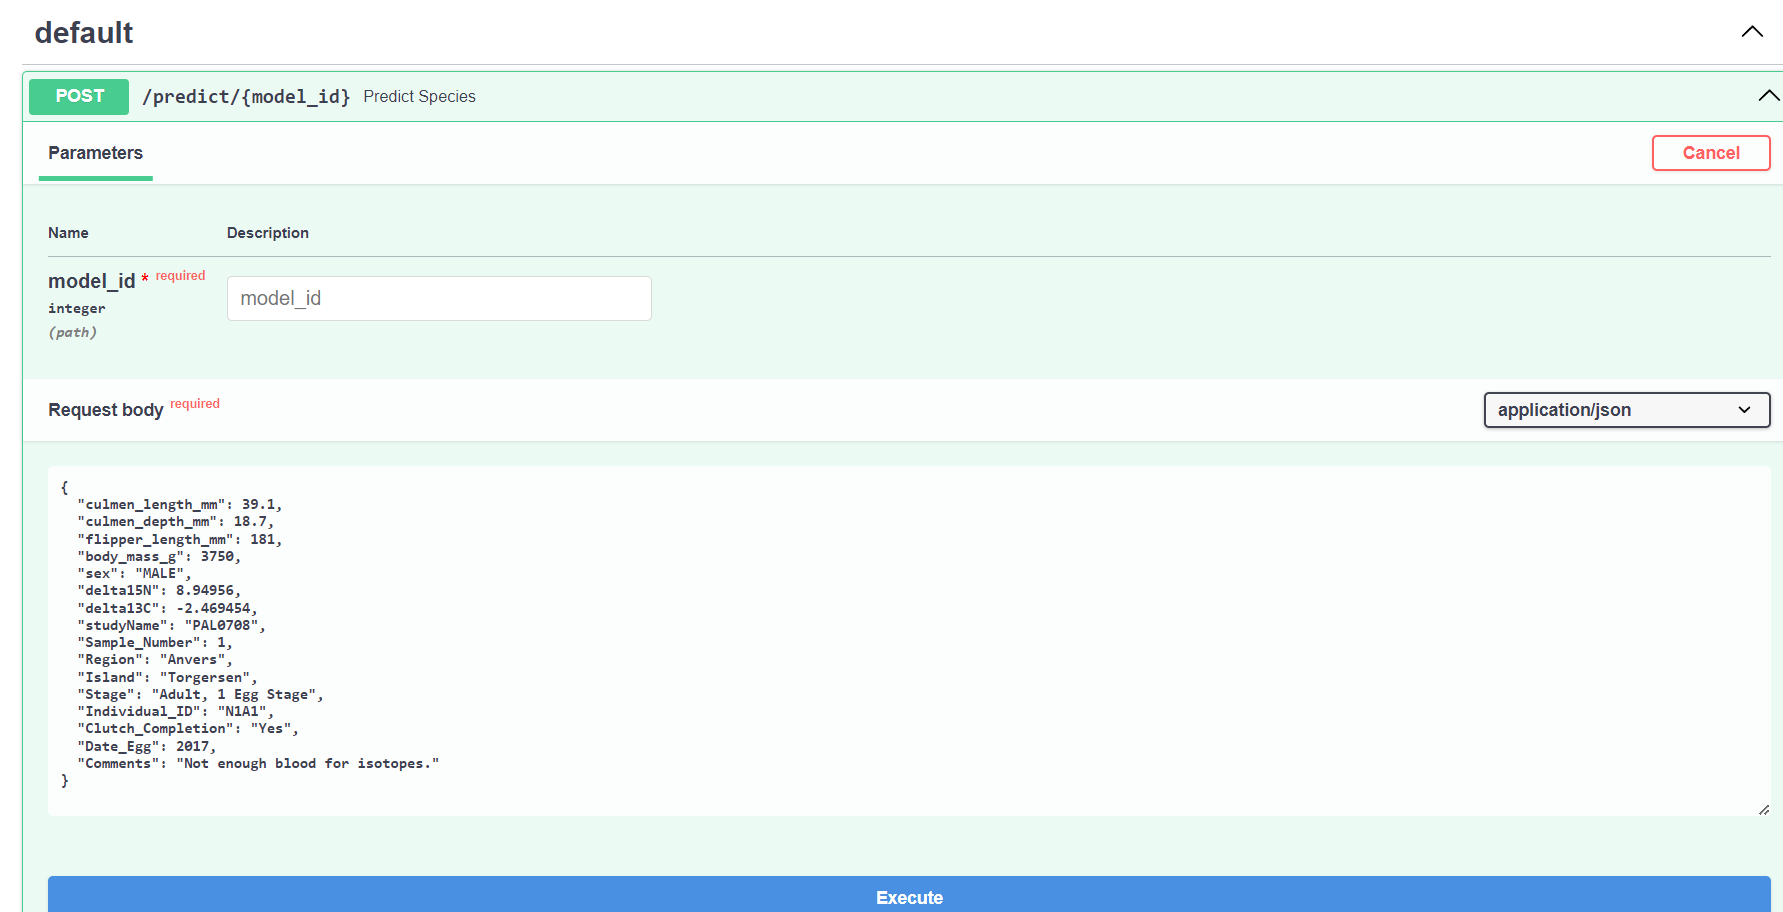 default
POST /predict/{model_id} Predict Species
Parameters
Cancel
Name Description
model_id * required
integer
(path)
model_id
Request body required
application/json
{
"culmen_length_mm": 39.1,
"culmen_depth_mm": 18.7,
"flipper_length_mm": 181,
"body_mass_g": 3750,
"sex": "MALE",
"delta15N": 8.94956,
"delta13C": -2.469454,
"studyName": "PAL0708",
"Sample_Number": 1,
"Region": "Anvers",
"Island": "Torgersen",
"Stage": "Adult, 1 Egg Stage",
"Individual_ID": "N1A1",
"Clutch_Completion": "Yes",
"Date_Egg": 2017,
"Comments": "Not enough blood for isotopes."
}
Execute